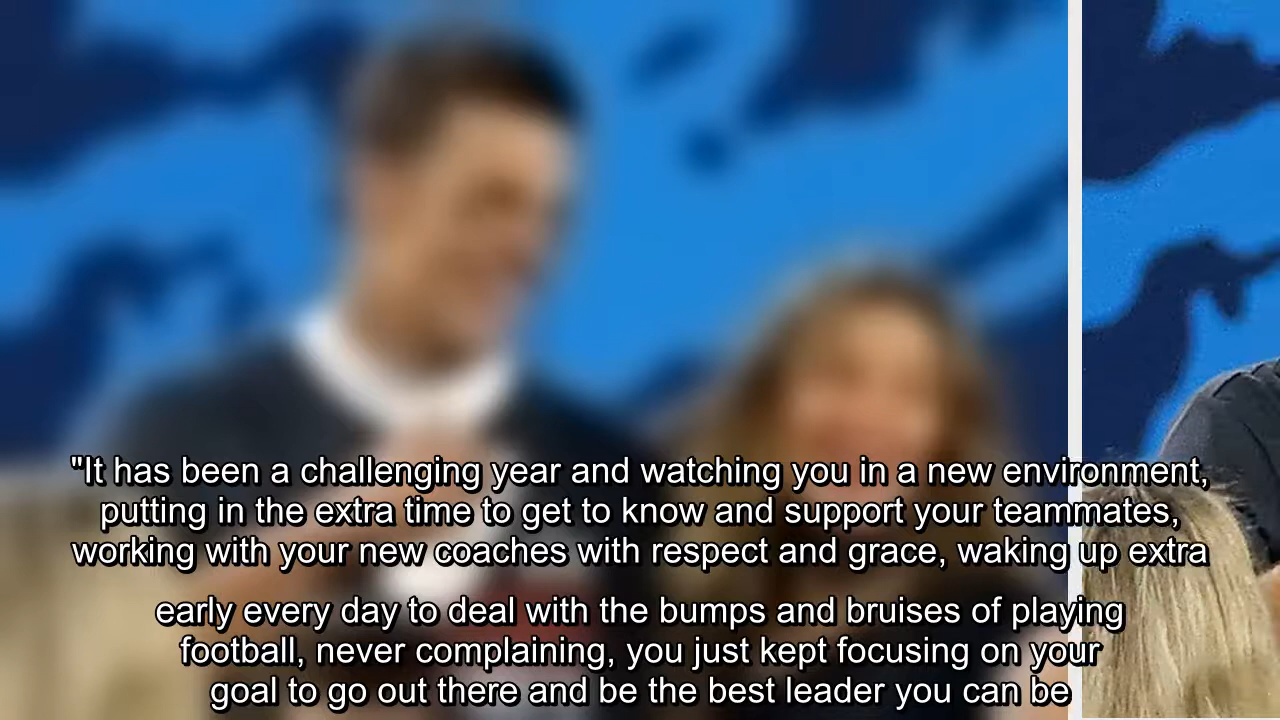 "It has been a challenging year and watching you in a new environment,
putting in the extra time to get to know and support your teammates,
working with your new coaches with respect and grace, waking up extra
early every day to deal with the bumps and bruises of playing
football, never complaining, you just kept focusing on your
goal to go out there and be the best leader you can be